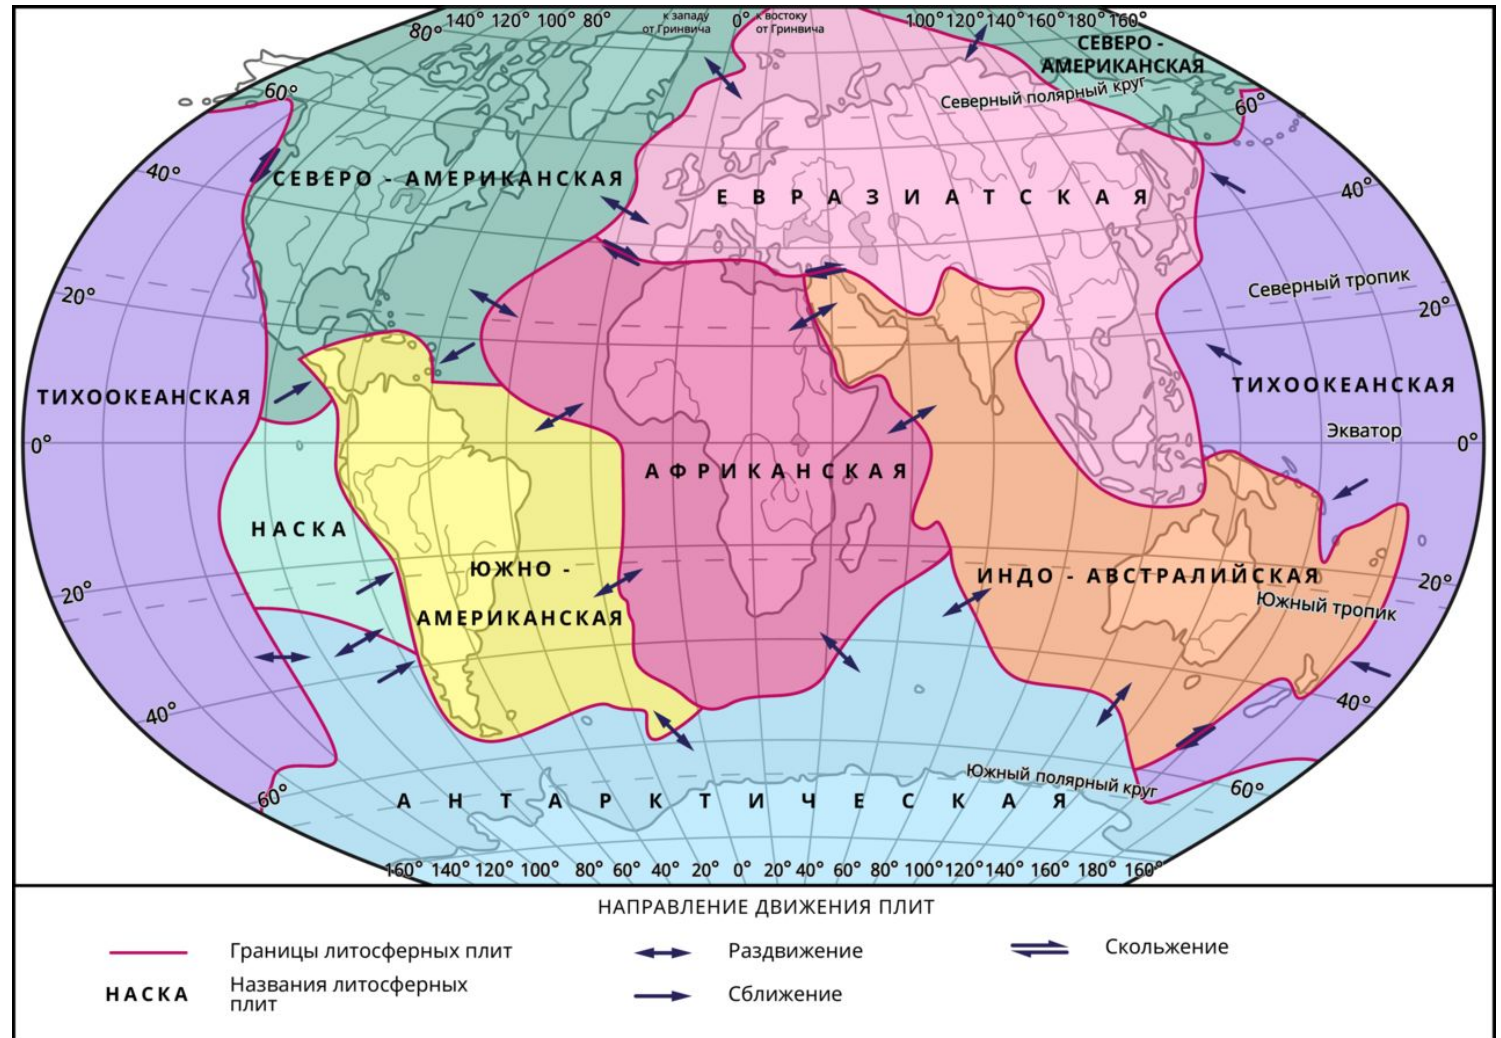 140° 120° 100° 80° к западу 0° к востоку 100° 120° 140° 160° 180° 160°
от Гринвича от Гринвича
80°
СЕВЕРО -
АМЕРИКАНСКАЯ
Северный полярный круг
60° 60°
40° СЕВЕРО - АМЕРИКАНСКАЯ ЕВРАЗИАТСКАЯ 40°
Северный тропик
20° 20°
ТИХООКЕАНСКАЯ ТИХООКЕАНСКАЯ
Экватор
0° 0°
АФРИКАНСКАЯ
НАСКА
ЮЖНО - ИНДО - АВСТРАЛИЙСКАЯ
20° 20°
Южный тропик
АМЕРИКАНСКАЯ
40° 40°
Южный полярный круг
60° 60°
АНТАРКТИЧЕСКАЯ
160° 140° 120° 100° 80° 60° 40° 20° 0° 20° 40° 60° 80° 100° 120° 140° 160° 180° 160°
НАПРАВЛЕНИЕ ДВИЖЕНИЯ ПЛИТ
Границы литосферных плит
НАСКА Названия литосферных
плит
Раздвижение
Сближение
Скольжение